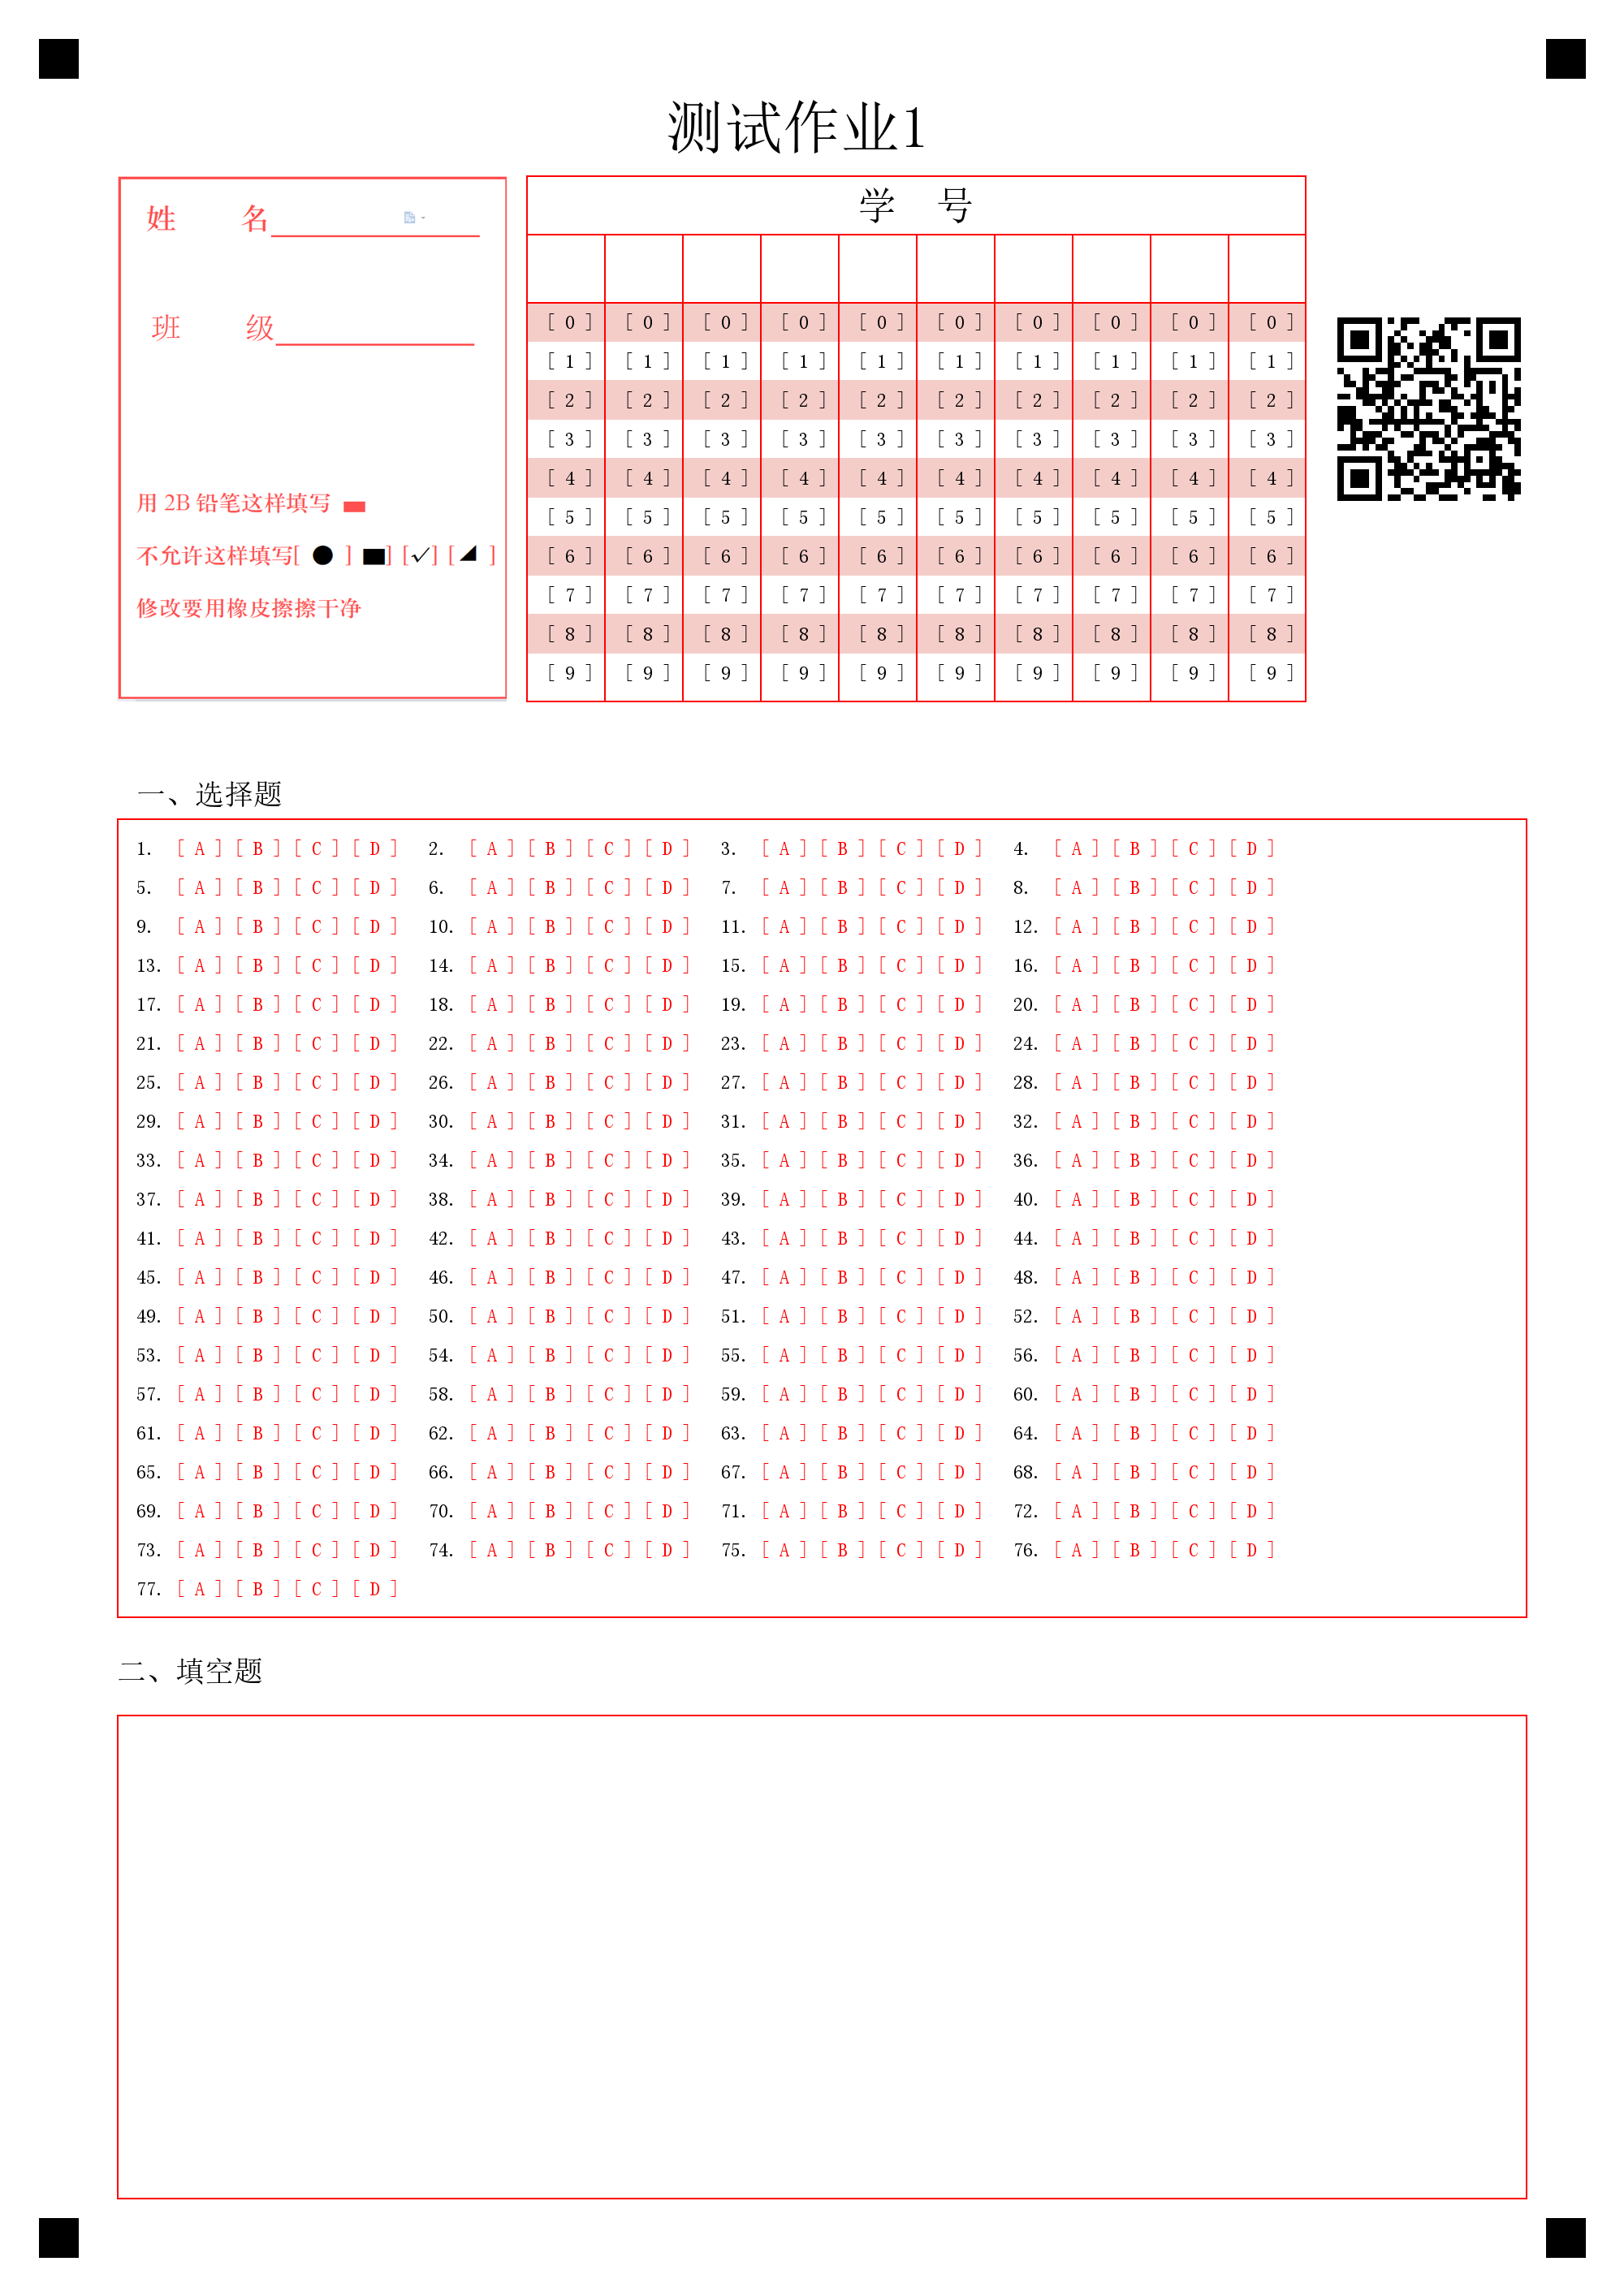 测试作业1
姓 名
班 级
用 2B 铅笔这样填写
不允许这样填写[ ● ] ■] [✓] [◢ ]
修改要用橡皮擦擦干净
学 号
[ 0 ] [ 0 ] [ 0 ] [ 0 ] [ 0 ] [ 0 ] [ 0 ] [ 0 ] [ 0 ] [ 0 ]
[ 1 ] [ 1 ] [ 1 ] [ 1 ] [ 1 ] [ 1 ] [ 1 ] [ 1 ] [ 1 ] [ 1 ]
[ 2 ] [ 2 ] [ 2 ] [ 2 ] [ 2 ] [ 2 ] [ 2 ] [ 2 ] [ 2 ] [ 2 ]
[ 3 ] [ 3 ] [ 3 ] [ 3 ] [ 3 ] [ 3 ] [ 3 ] [ 3 ] [ 3 ] [ 3 ]
[ 4 ] [ 4 ] [ 4 ] [ 4 ] [ 4 ] [ 4 ] [ 4 ] [ 4 ] [ 4 ] [ 4 ]
[ 5 ] [ 5 ] [ 5 ] [ 5 ] [ 5 ] [ 5 ] [ 5 ] [ 5 ] [ 5 ] [ 5 ]
[ 6 ] [ 6 ] [ 6 ] [ 6 ] [ 6 ] [ 6 ] [ 6 ] [ 6 ] [ 6 ] [ 6 ]
[ 7 ] [ 7 ] [ 7 ] [ 7 ] [ 7 ] [ 7 ] [ 7 ] [ 7 ] [ 7 ] [ 7 ]
[ 8 ] [ 8 ] [ 8 ] [ 8 ] [ 8 ] [ 8 ] [ 8 ] [ 8 ] [ 8 ] [ 8 ]
[ 9 ] [ 9 ] [ 9 ] [ 9 ] [ 9 ] [ 9 ] [ 9 ] [ 9 ] [ 9 ] [ 9 ]
一、选择题
1. [ A ] [ B ] [ C ] [ D ] 2. [ A ] [ B ] [ C ] [ D ] 3. [ A ] [ B ] [ C ] [ D ] 4. [ A ] [ B ] [ C ] [ D ]
5. [ A ] [ B ] [ C ] [ D ] 6. [ A ] [ B ] [ C ] [ D ] 7. [ A ] [ B ] [ C ] [ D ] 8. [ A ] [ B ] [ C ] [ D ]
9. [ A ] [ B ] [ C ] [ D ] 10. [ A ] [ B ] [ C ] [ D ] 11. [ A ] [ B ] [ C ] [ D ] 12. [ A ] [ B ] [ C ] [ D ]
13. [ A ] [ B ] [ C ] [ D ] 14. [ A ] [ B ] [ C ] [ D ] 15. [ A ] [ B ] [ C ] [ D ] 16. [ A ] [ B ] [ C ] [ D ]
17. [ A ] [ B ] [ C ] [ D ] 18. [ A ] [ B ] [ C ] [ D ] 19. [ A ] [ B ] [ C ] [ D ] 20. [ A ] [ B ] [ C ] [ D ]
21. [ A ] [ B ] [ C ] [ D ] 22. [ A ] [ B ] [ C ] [ D ] 23. [ A ] [ B ] [ C ] [ D ] 24. [ A ] [ B ] [ C ] [ D ]
25. [ A ] [ B ] [ C ] [ D ] 26. [ A ] [ B ] [ C ] [ D ] 27. [ A ] [ B ] [ C ] [ D ] 28. [ A ] [ B ] [ C ] [ D ]
29. [ A ] [ B ] [ C ] [ D ] 30. [ A ] [ B ] [ C ] [ D ] 31. [ A ] [ B ] [ C ] [ D ] 32. [ A ] [ B ] [ C ] [ D ]
33. [ A ] [ B ] [ C ] [ D ] 34. [ A ] [ B ] [ C ] [ D ] 35. [ A ] [ B ] [ C ] [ D ] 36. [ A ] [ B ] [ C ] [ D ]
37. [ A ] [ B ] [ C ] [ D ] 38. [ A ] [ B ] [ C ] [ D ] 39. [ A ] [ B ] [ C ] [ D ] 40. [ A ] [ B ] [ C ] [ D ]
41. [ A ] [ B ] [ C ] [ D ] 42. [ A ] [ B ] [ C ] [ D ] 43. [ A ] [ B ] [ C ] [ D ] 44. [ A ] [ B ] [ C ] [ D ]
45. [ A ] [ B ] [ C ] [ D ] 46. [ A ] [ B ] [ C ] [ D ] 47. [ A ] [ B ] [ C ] [ D ] 48. [ A ] [ B ] [ C ] [ D ]
49. [ A ] [ B ] [ C ] [ D ] 50. [ A ] [ B ] [ C ] [ D ] 51. [ A ] [ B ] [ C ] [ D ] 52. [ A ] [ B ] [ C ] [ D ]
53. [ A ] [ B ] [ C ] [ D ] 54. [ A ] [ B ] [ C ] [ D ] 55. [ A ] [ B ] [ C ] [ D ] 56. [ A ] [ B ] [ C ] [ D ]
57. [ A ] [ B ] [ C ] [ D ] 58. [ A ] [ B ] [ C ] [ D ] 59. [ A ] [ B ] [ C ] [ D ] 60. [ A ] [ B ] [ C ] [ D ]
61. [ A ] [ B ] [ C ] [ D ] 62. [ A ] [ B ] [ C ] [ D ] 63. [ A ] [ B ] [ C ] [ D ] 64. [ A ] [ B ] [ C ] [ D ]
65. [ A ] [ B ] [ C ] [ D ] 66. [ A ] [ B ] [ C ] [ D ] 67. [ A ] [ B ] [ C ] [ D ] 68. [ A ] [ B ] [ C ] [ D ]
69. [ A ] [ B ] [ C ] [ D ] 70. [ A ] [ B ] [ C ] [ D ] 71. [ A ] [ B ] [ C ] [ D ] 72. [ A ] [ B ] [ C ] [ D ]
73. [ A ] [ B ] [ C ] [ D ] 74. [ A ] [ B ] [ C ] [ D ] 75. [ A ] [ B ] [ C ] [ D ] 76. [ A ] [ B ] [ C ] [ D ]
77. [ A ] [ B ] [ C ] [ D ]
二、填空题